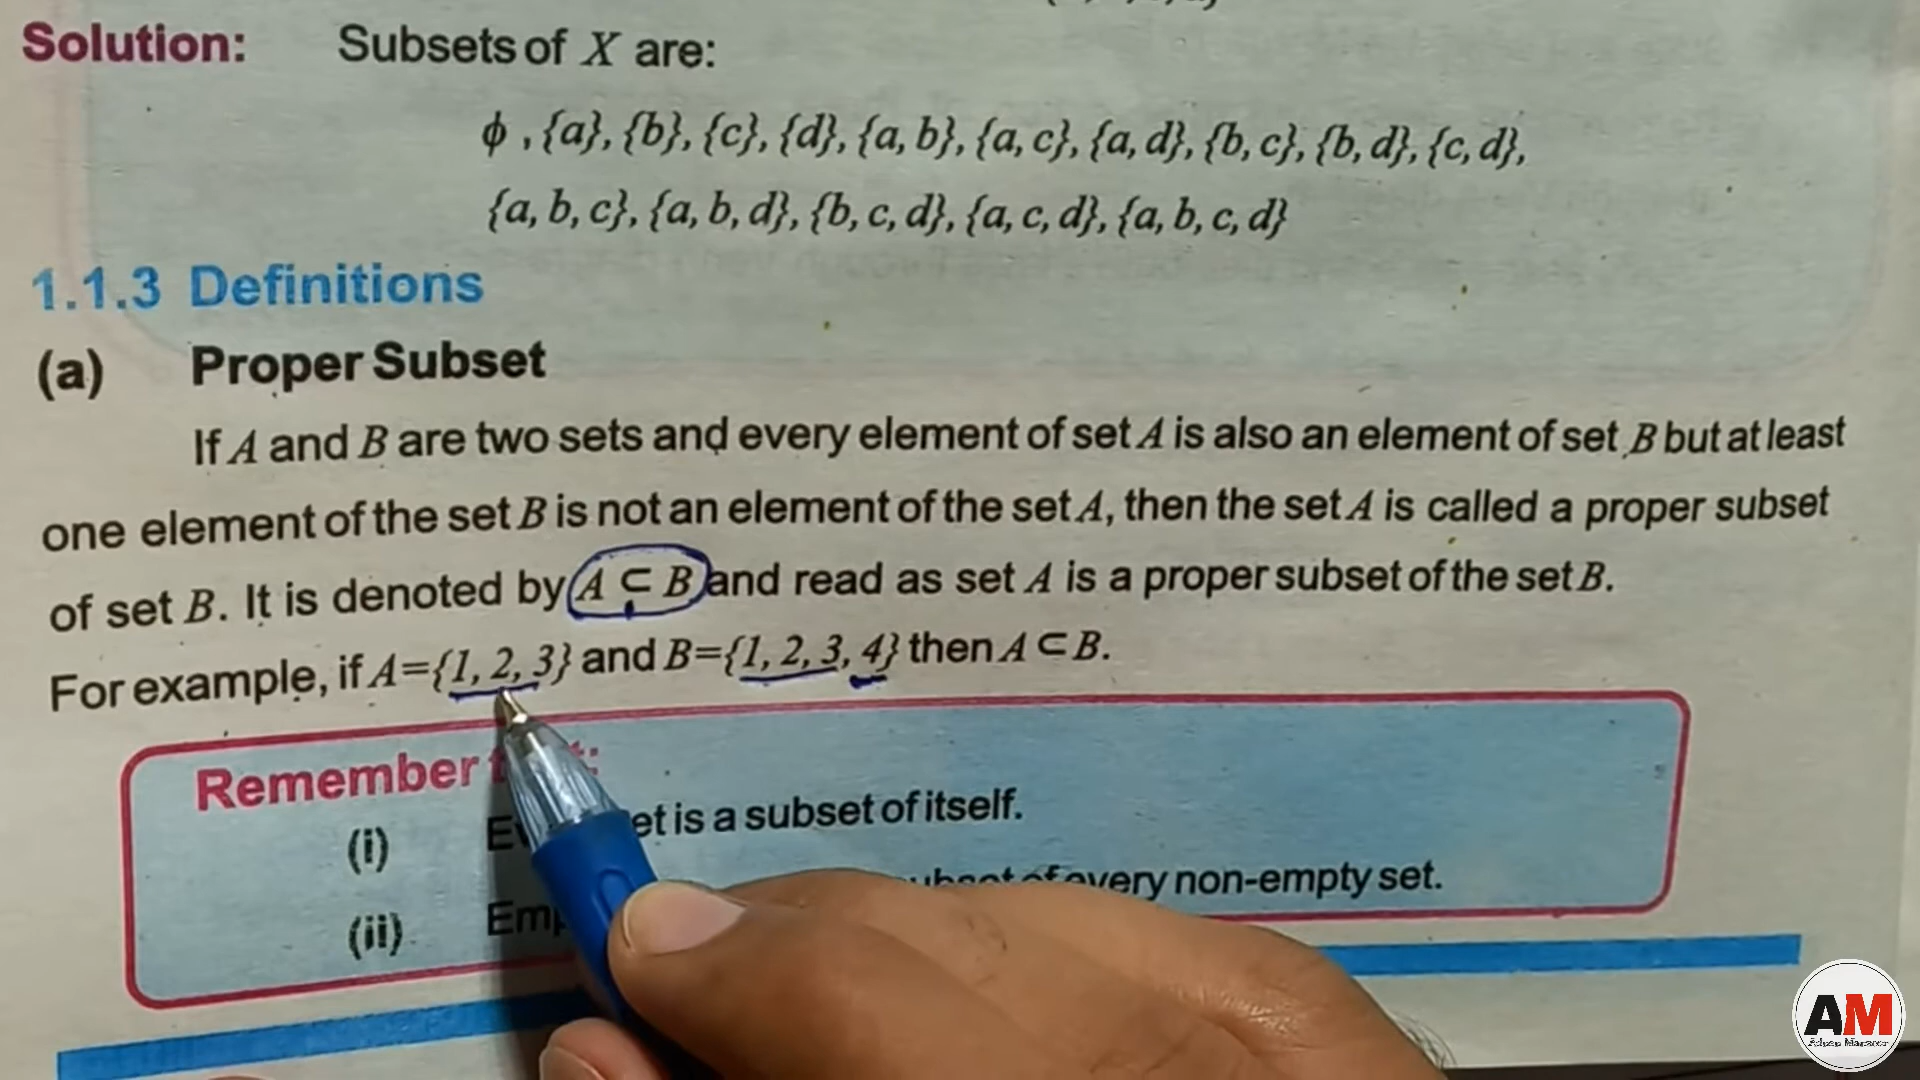 Solution: Subsets of X are:
ϕ , {a}, {b}, {c}, {d}, {a, b}, {a, c}, {a, d}, {b, c}, {b, d}, {c, d},
{a, b, c}, {a, b, d}, {b, c, d}, {a, c, d}, {a, b, c, d}
1.1.3 Definitions
(a) Proper Subset
If A and B are two sets and every element of set A is also an element of set B but at least
one element of the set B is not an element of the set A, then the set A is called a proper subset
of set B. It is denoted by A ⊂ B and read as set A is a proper subset of the set B.
For example, if A={1, 2, 3} and B={1, 2, 3, 4} then A ⊂ B.
Remember
(i) et is a subset of itself.
(ii) Emp of every non-empty set.
AM